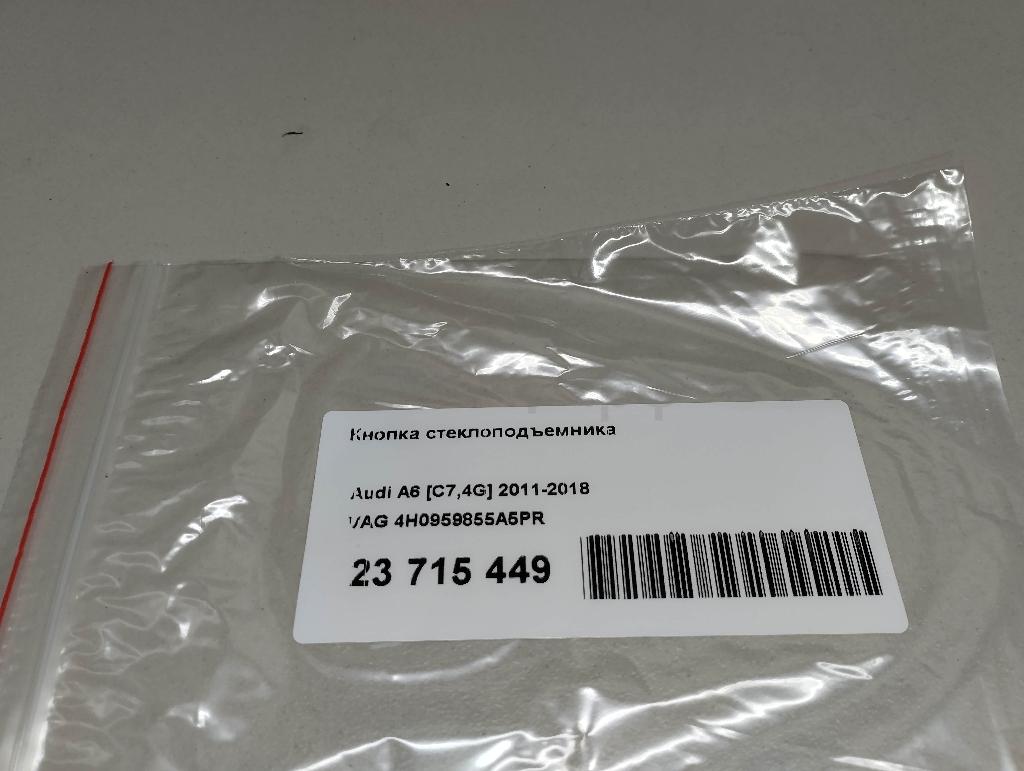 Кнопка стеклоподъемника
Audi A6 [C7,4G] 2011-2018
VAG 4H0959855A5PR
23 715 449